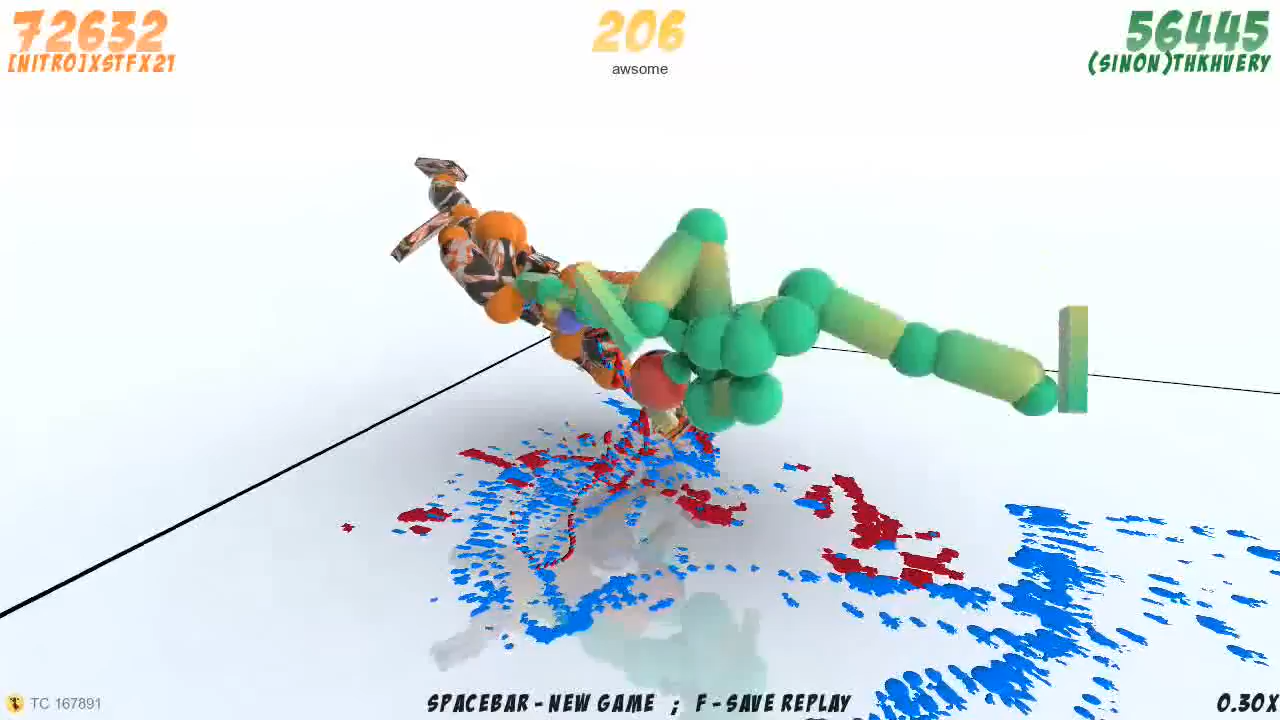 72632
[NITRO]XSTFX21
206
awsome
56445
(SINON)THKHVERY
TC 167891
SPACEBAR - NEW GAME ; F - SAVE REPLAY
0.30X